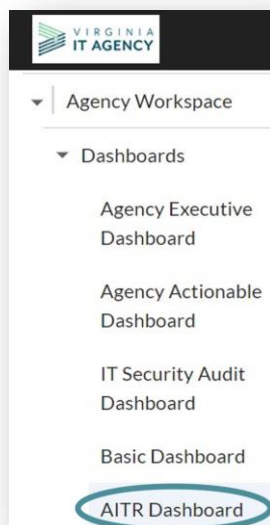 VIRGINIA
IT AGENCY
Agency Workspace
Dashboards
Agency Executive
Dashboard
Agency Actionable
Dashboard
IT Security Audit
Dashboard
Basic Dashboard
AITR Dashboard